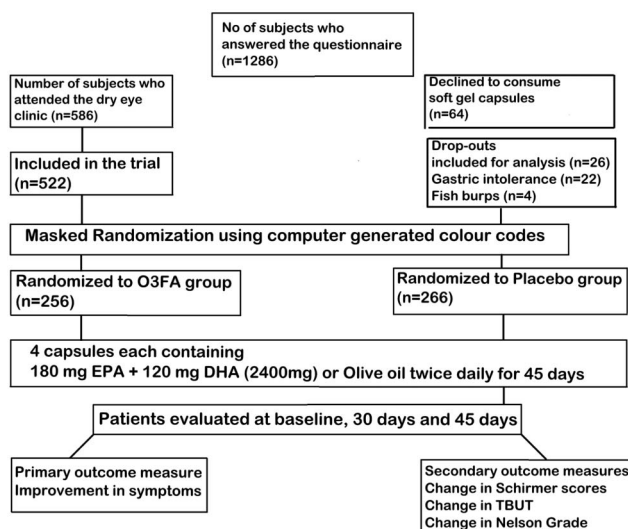 No of subjects who
answered the questionnaire
(n=1286)
Number of subjects who
attended the dry eye
clinic (n=586)
Declined to consume
soft gel capsules
(n=64)
Included in the trial
(n=522)
Drop-outs
included for analysis (n=26)
Gastric intolerance (n=22)
Fish burps (n=4)
Masked Randomization using computer generated colour codes
Randomized to O3FA group
(n=256)
Randomized to Placebo group
(n=266)
4 capsules each containing
180 mg EPA + 120 mg DHA (2400mg) or Olive oil twice daily for 45 days
Patients evaluated at baseline, 30 days and 45 days
Primary outcome measure
Improvement in symptoms
Secondary outcome measures
Change in Schirmer scores
Change in TBUT
Change in Nelson Grade